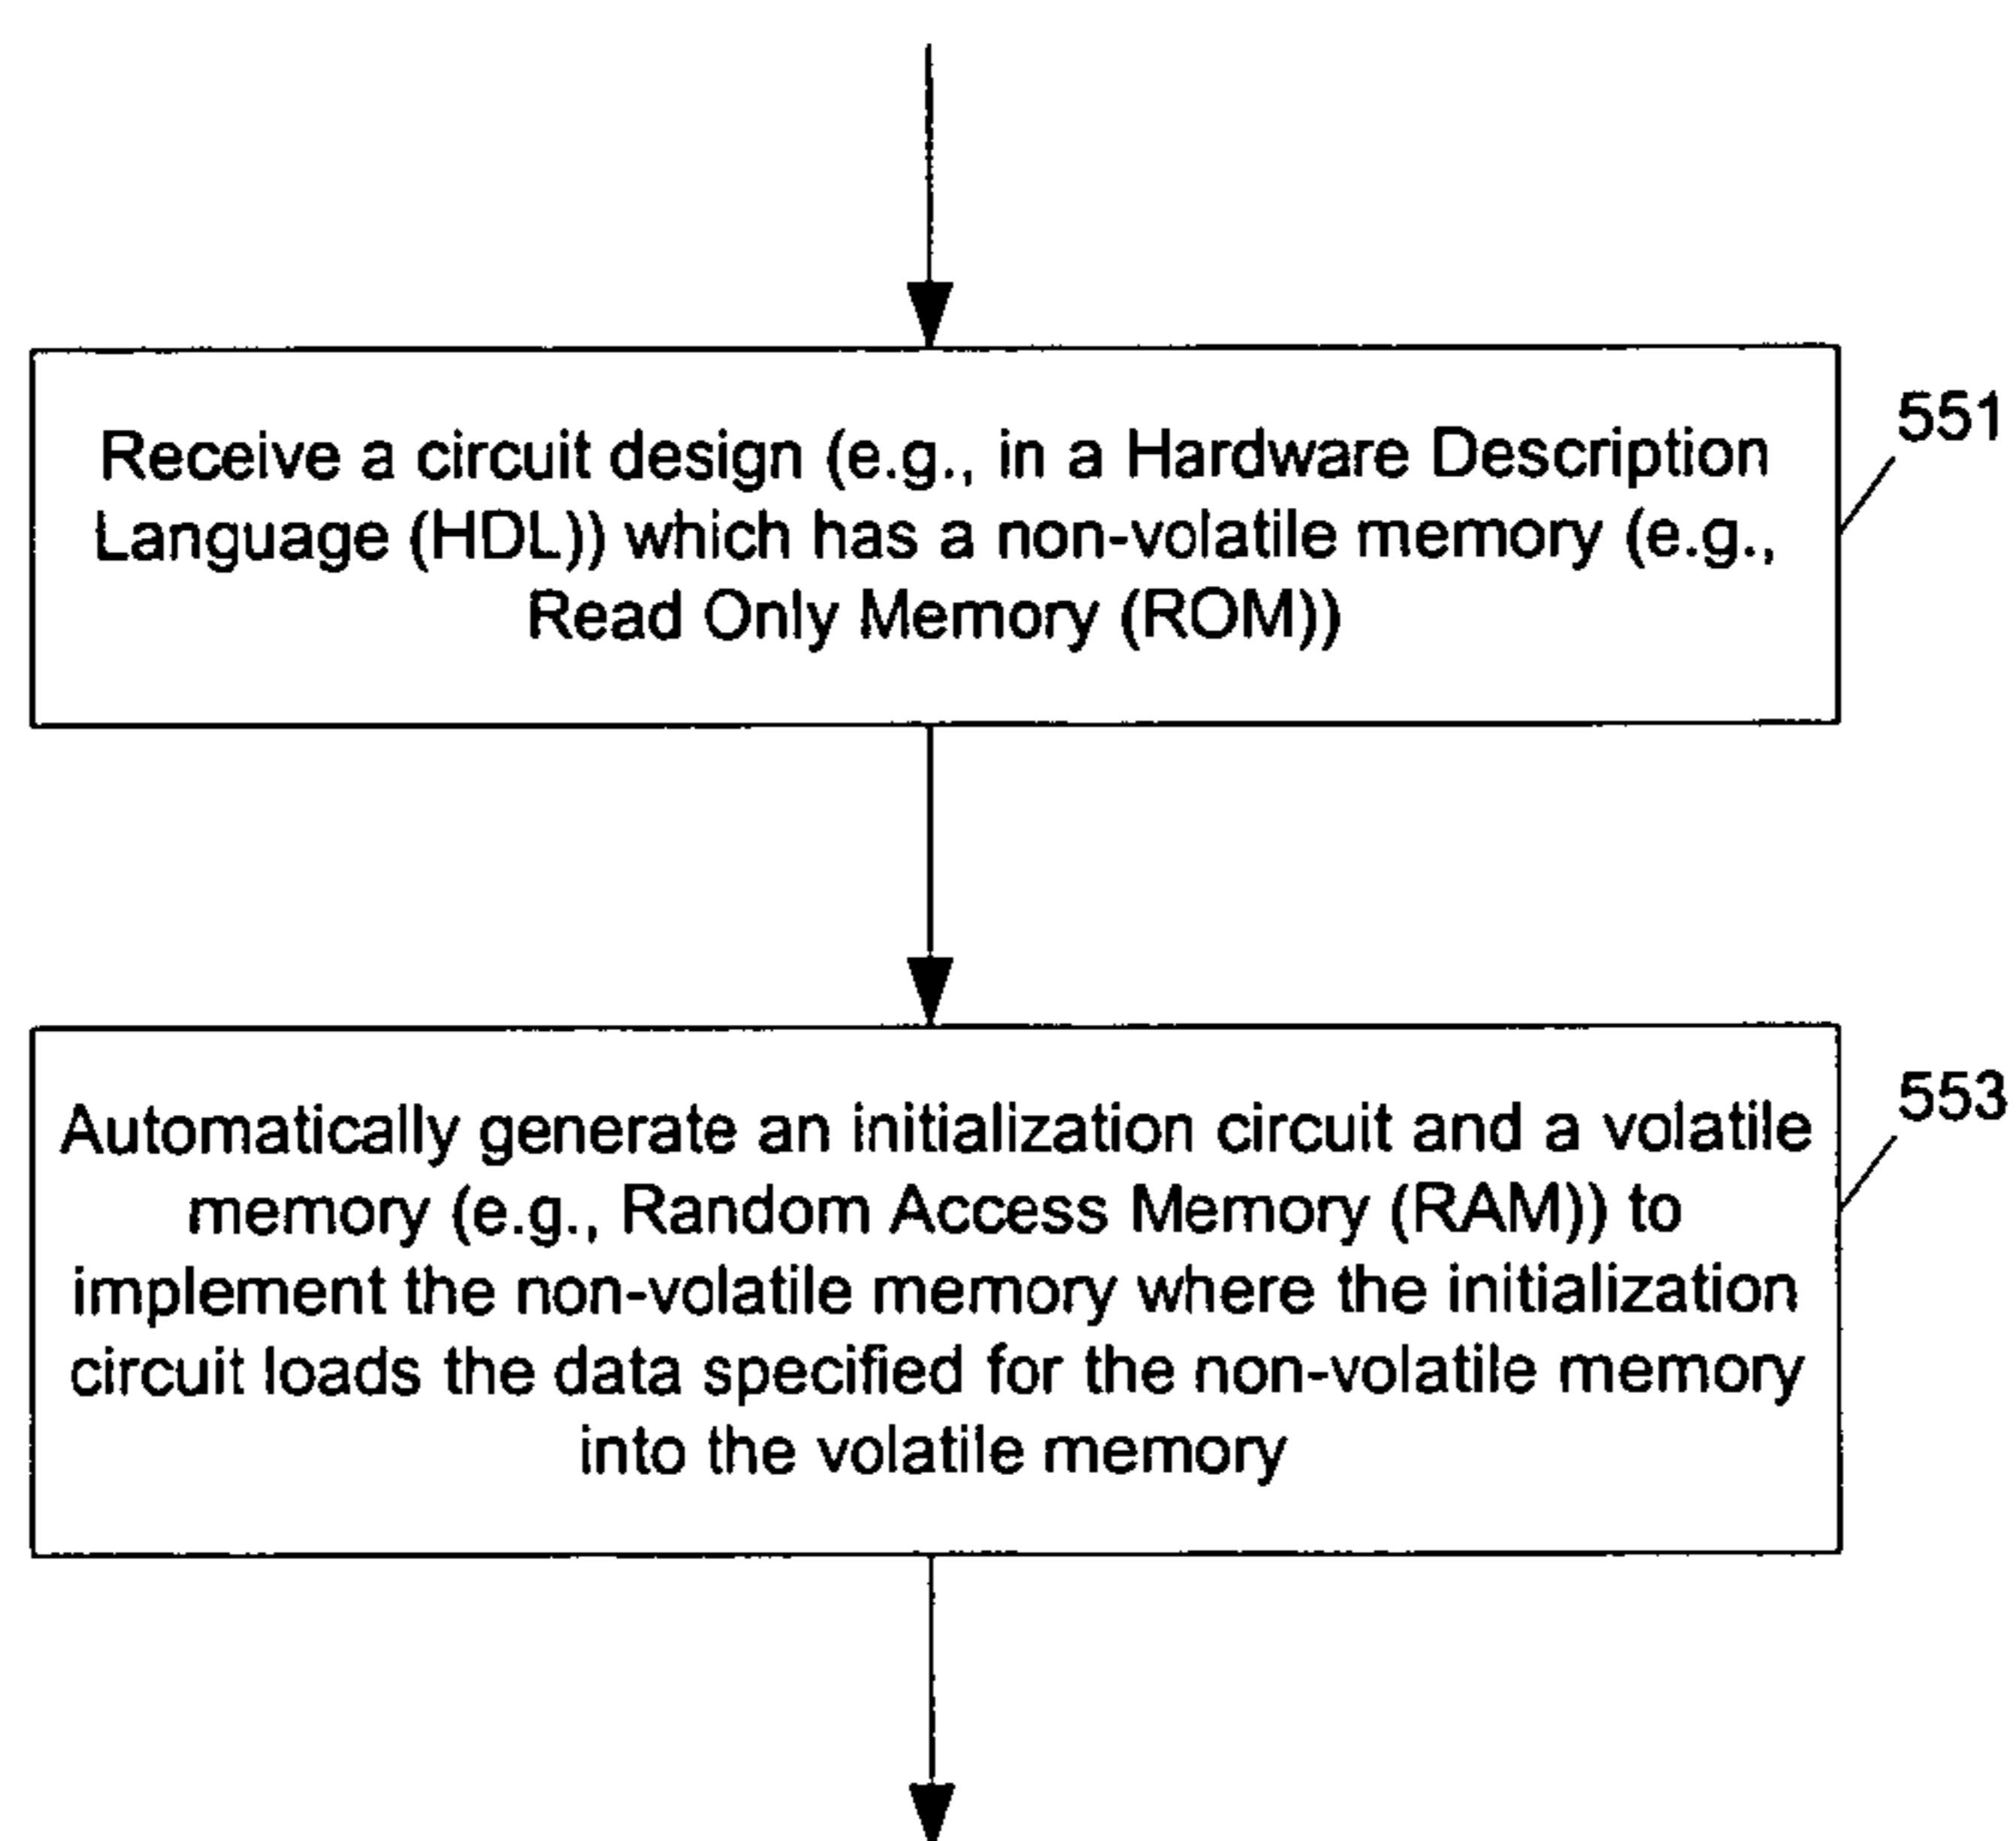 Receive a circuit design (e.g., in a Hardware Description
Language (HDL)) which has a non-volatile memory (e.g.,
Read Only Memory (ROM))
551
Automatically generate an initialization circuit and a volatile
memory (e.g., Random Access Memory (RAM)) to
implement the non-volatile memory where the initialization
circuit loads the data specified for the non-volatile memory
into the volatile memory
553